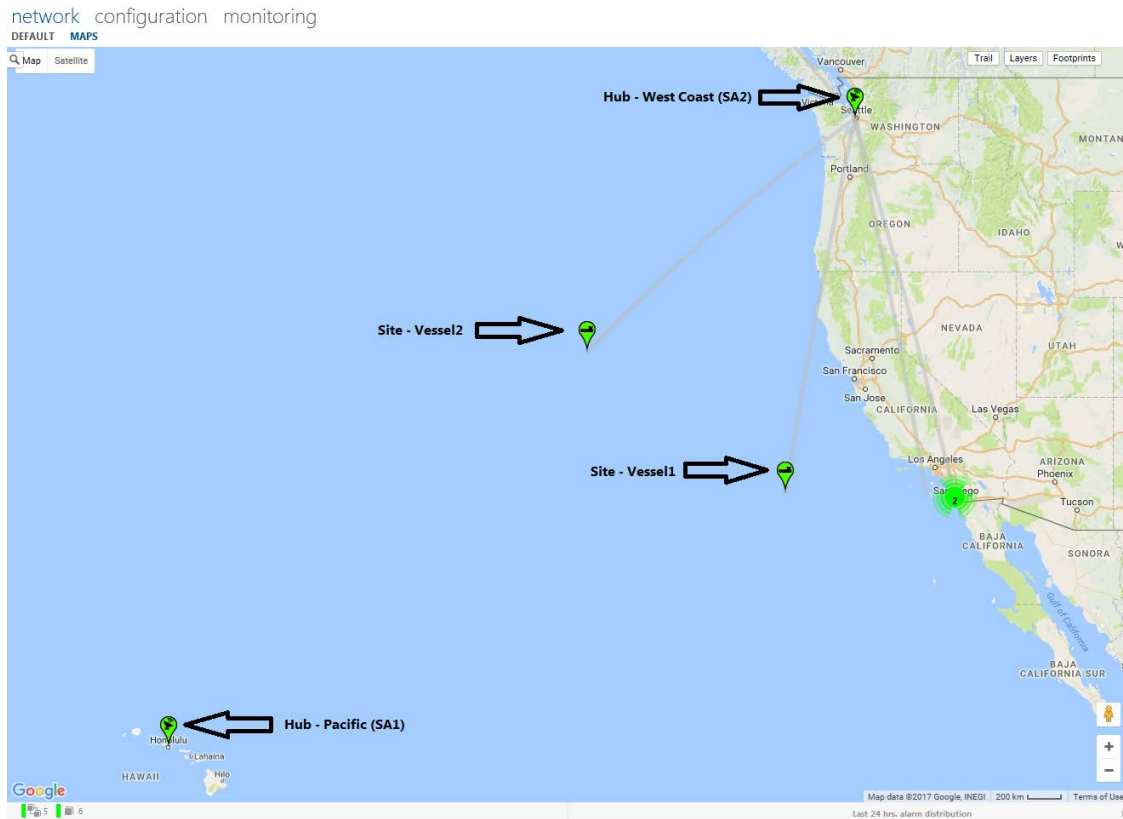 network configuration monitoring
DEFAULT MAPS
Map Satellite
Trail Layers Footprints
Vancouver
Hub - West Coast (SA2)
Victoria
Seattle
WASHINGTON
MONTAN
Portland
OREGON
IDAHO
W
Site - Vessel2
NEVADA
UTAH
Sacramento
San Francisco
San Jose
CALIFORNIA
Las Vegas
Site - Vessel1
Los Angeles
ARIZONA
Phoenix
San Diego
2
Tucson
BAJA
CALIFORNIA
SONORA
Gulf of California
BAJA
CALIFORNIA SUR
Hub - Pacific (SA1)
Honolulu
Lahaina
HAWAII
Hilo
+
−
Google
Map data ©2017 Google, INEGI 200 km Terms of Use
5 6
Last 24 hrs. alarm distribution